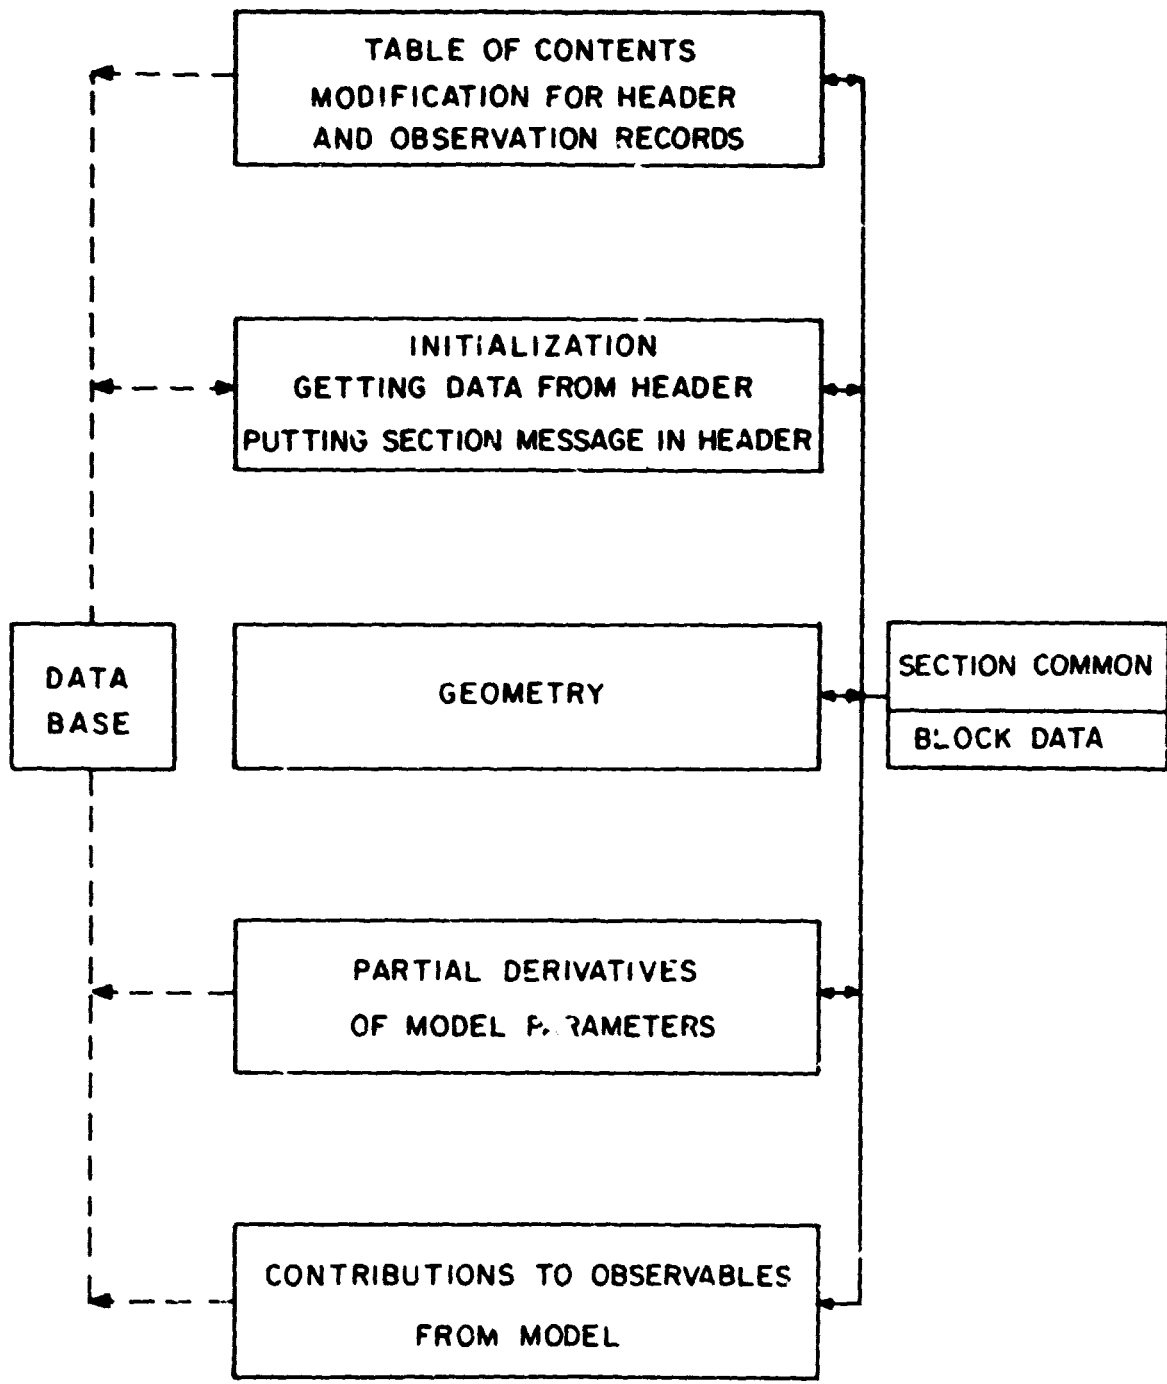 TABLE OF CONTENTS
MODIFICATION FOR HEADER
AND OBSERVATION RECORDS
INITIALIZATION
GETTING DATA FROM HEADER
PUTTING SECTION MESSAGE IN HEADER
DATA
BASE
GEOMETRY
SECTION COMMON
BLOCK DATA
PARTIAL DERIVATIVES
OF MODEL PARAMETERS
CONTRIBUTIONS TO OBSERVABLES
FROM MODEL